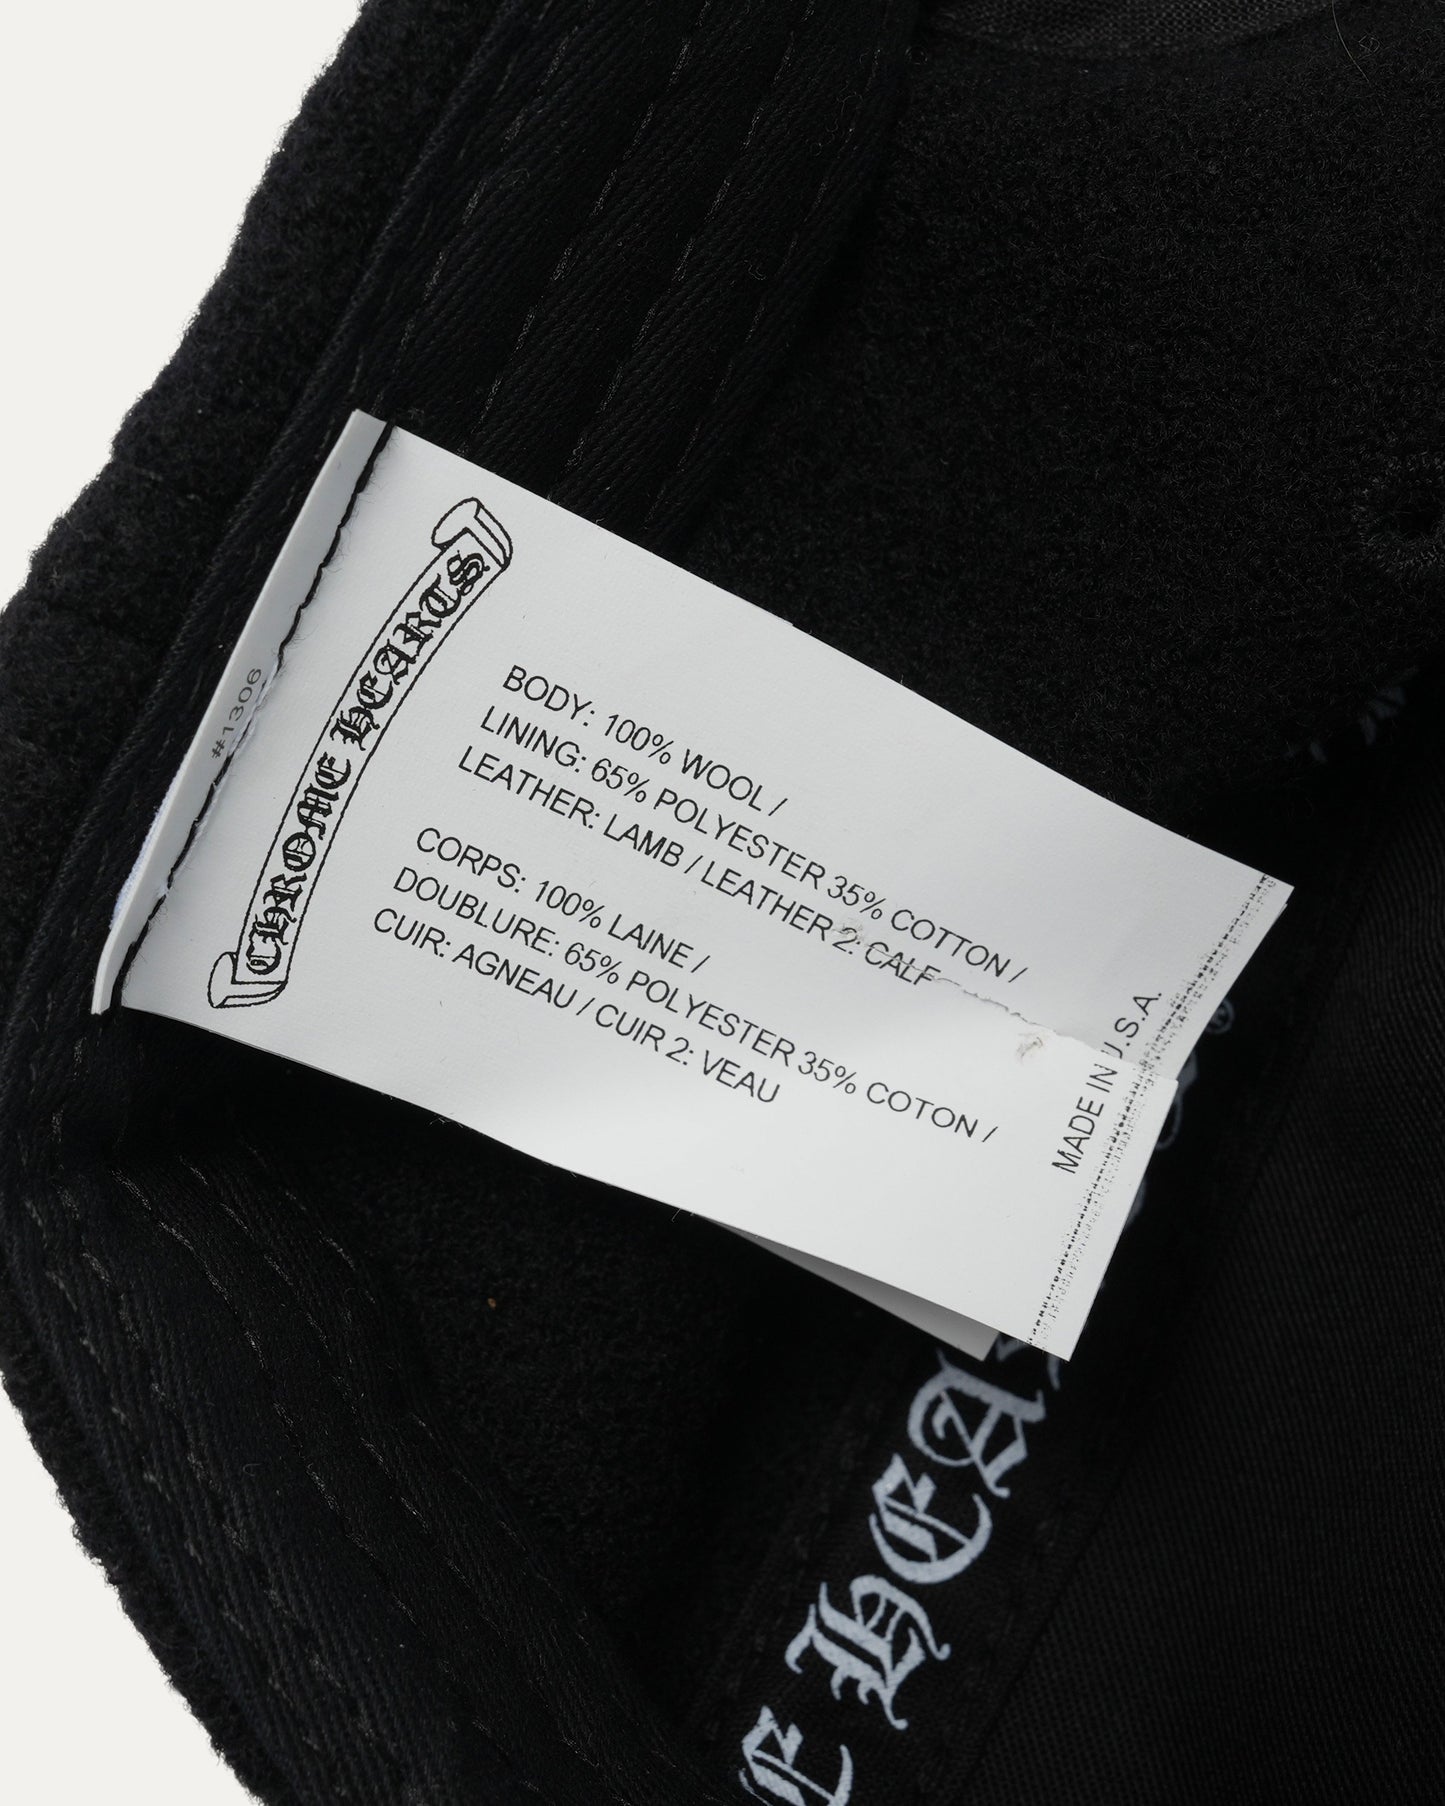 #1306
CHROME HEARTS
BODY: 100% WOOL /
LINING: 65% POLYESTER 35% COTTON /
LEATHER: LAMB / LEATHER 2: CALF
CORPS: 100% LAINE /
DOUBLURE: 65% POLYESTER 35% COTON /
CUIR: AGNEAU / CUIR 2: VEAU
MADE IN U.S.A.
E HEA
®